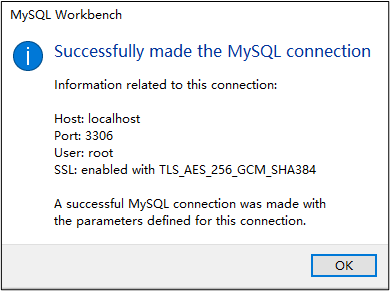 MySQL Workbench
Successfully made the MySQL connection
Information related to this connection:
Host: localhost
Port: 3306
User: root
SSL: enabled with TLS_AES_256_GCM_SHA384
A successful MySQL connection was made with
the parameters defined for this connection.
OK